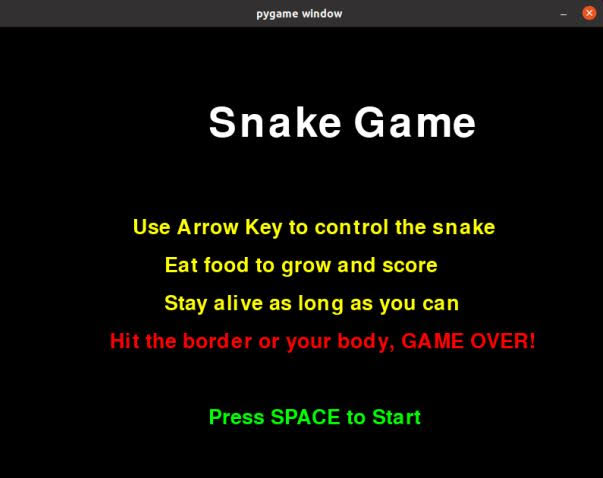 pygame window
Snake Game
Use Arrow Key to control the snake
Eat food to grow and score
Stay alive as long as you can
Hit the border or your body, GAME OVER!
Press SPACE to Start